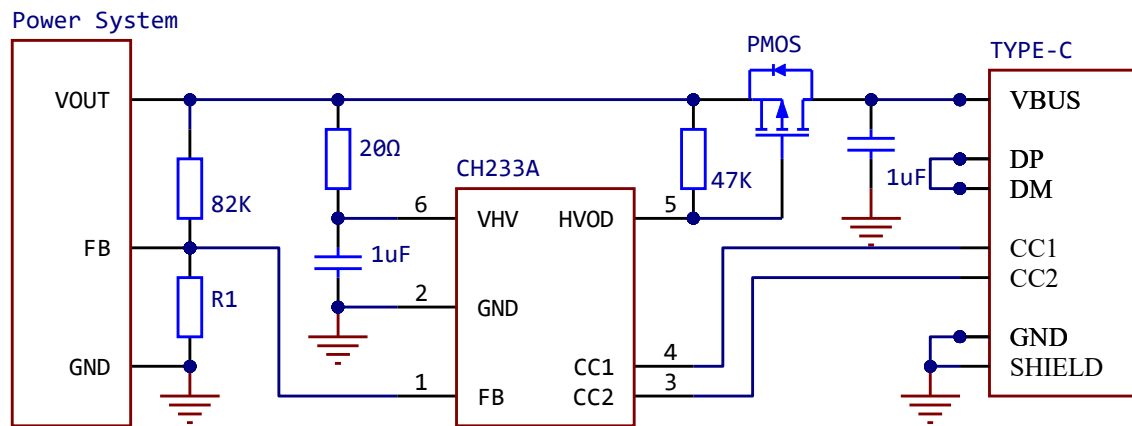 Power System
PMOS
TYPE-C
VOUT
VBUS
20Ω
DP
CH233A
47K
1uF
DM
82K
6
VHV
HVOD
5
FB
1uF
CC1
CC2
R1
2
GND
GND
GND
4
CC1
SHIELD
1
FB
CC2
3